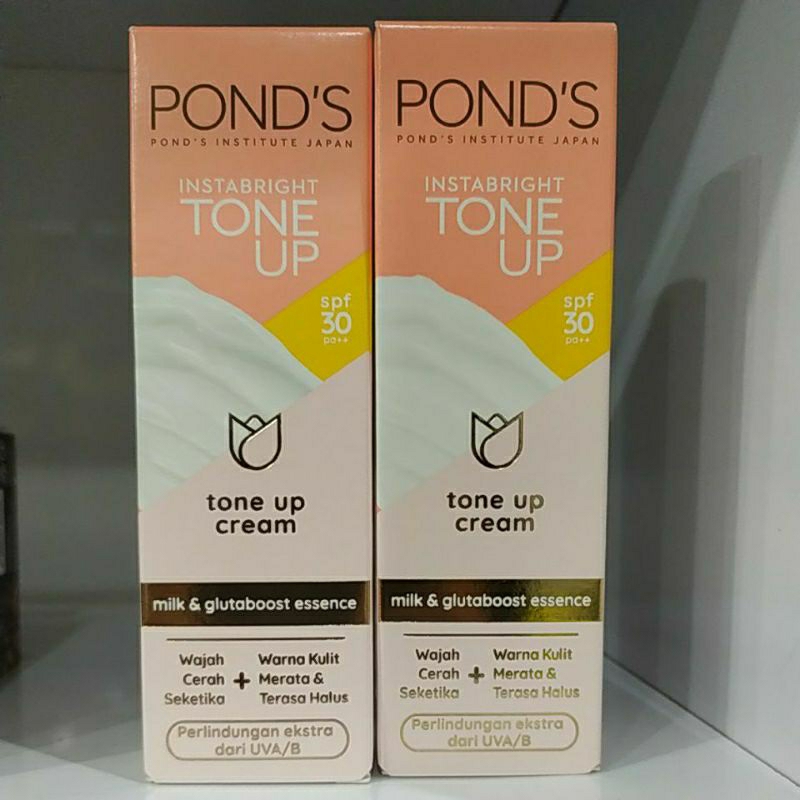 POND'S
POND'S INSTITUTE JAPAN
INSTABRIGHT
TONE
UP
spf
30
pa++
tone up
cream
milk & glutaboost essence
Wajah
Cerah
Seketika
+
Warna Kulit
Merata &
Terasa Halus
Perlindungan ekstra
dari UVA/B
POND'S
POND'S INSTITUTE JAPAN
INSTABRIGHT
TONE
UP
spf
30
pa++
tone up
cream
milk & glutaboost essence
Wajah
Cerah
Seketika
+
Warna Kulit
Merata &
Terasa Halus
Perlindungan ekstra
dari UVA/B